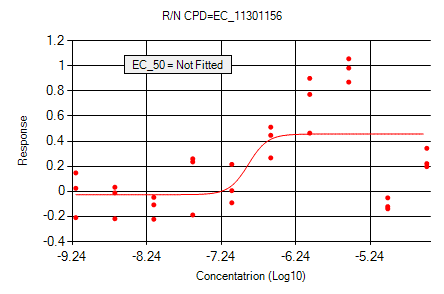 R/N CPD=EC_11301156
EC_50 = Not Fitted
Response
1.2
1
0.8
0.6
0.4
0.2
0
-0.2
-0.4
-9.24 -8.24 -7.24 -6.24 -5.24
Concentatrion (Log10)